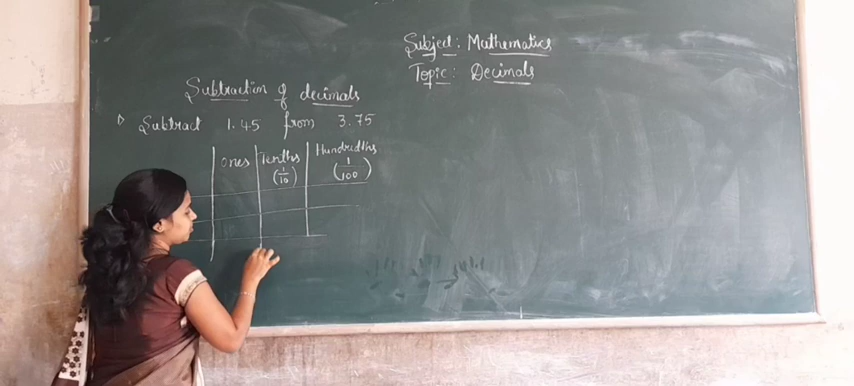 Subject: Mathematics
Topic: Decimals
Subtraction of decimals
Subtract 1.45 from 3.75
Ones Tenths Hundredths
(1/10) (1/100)